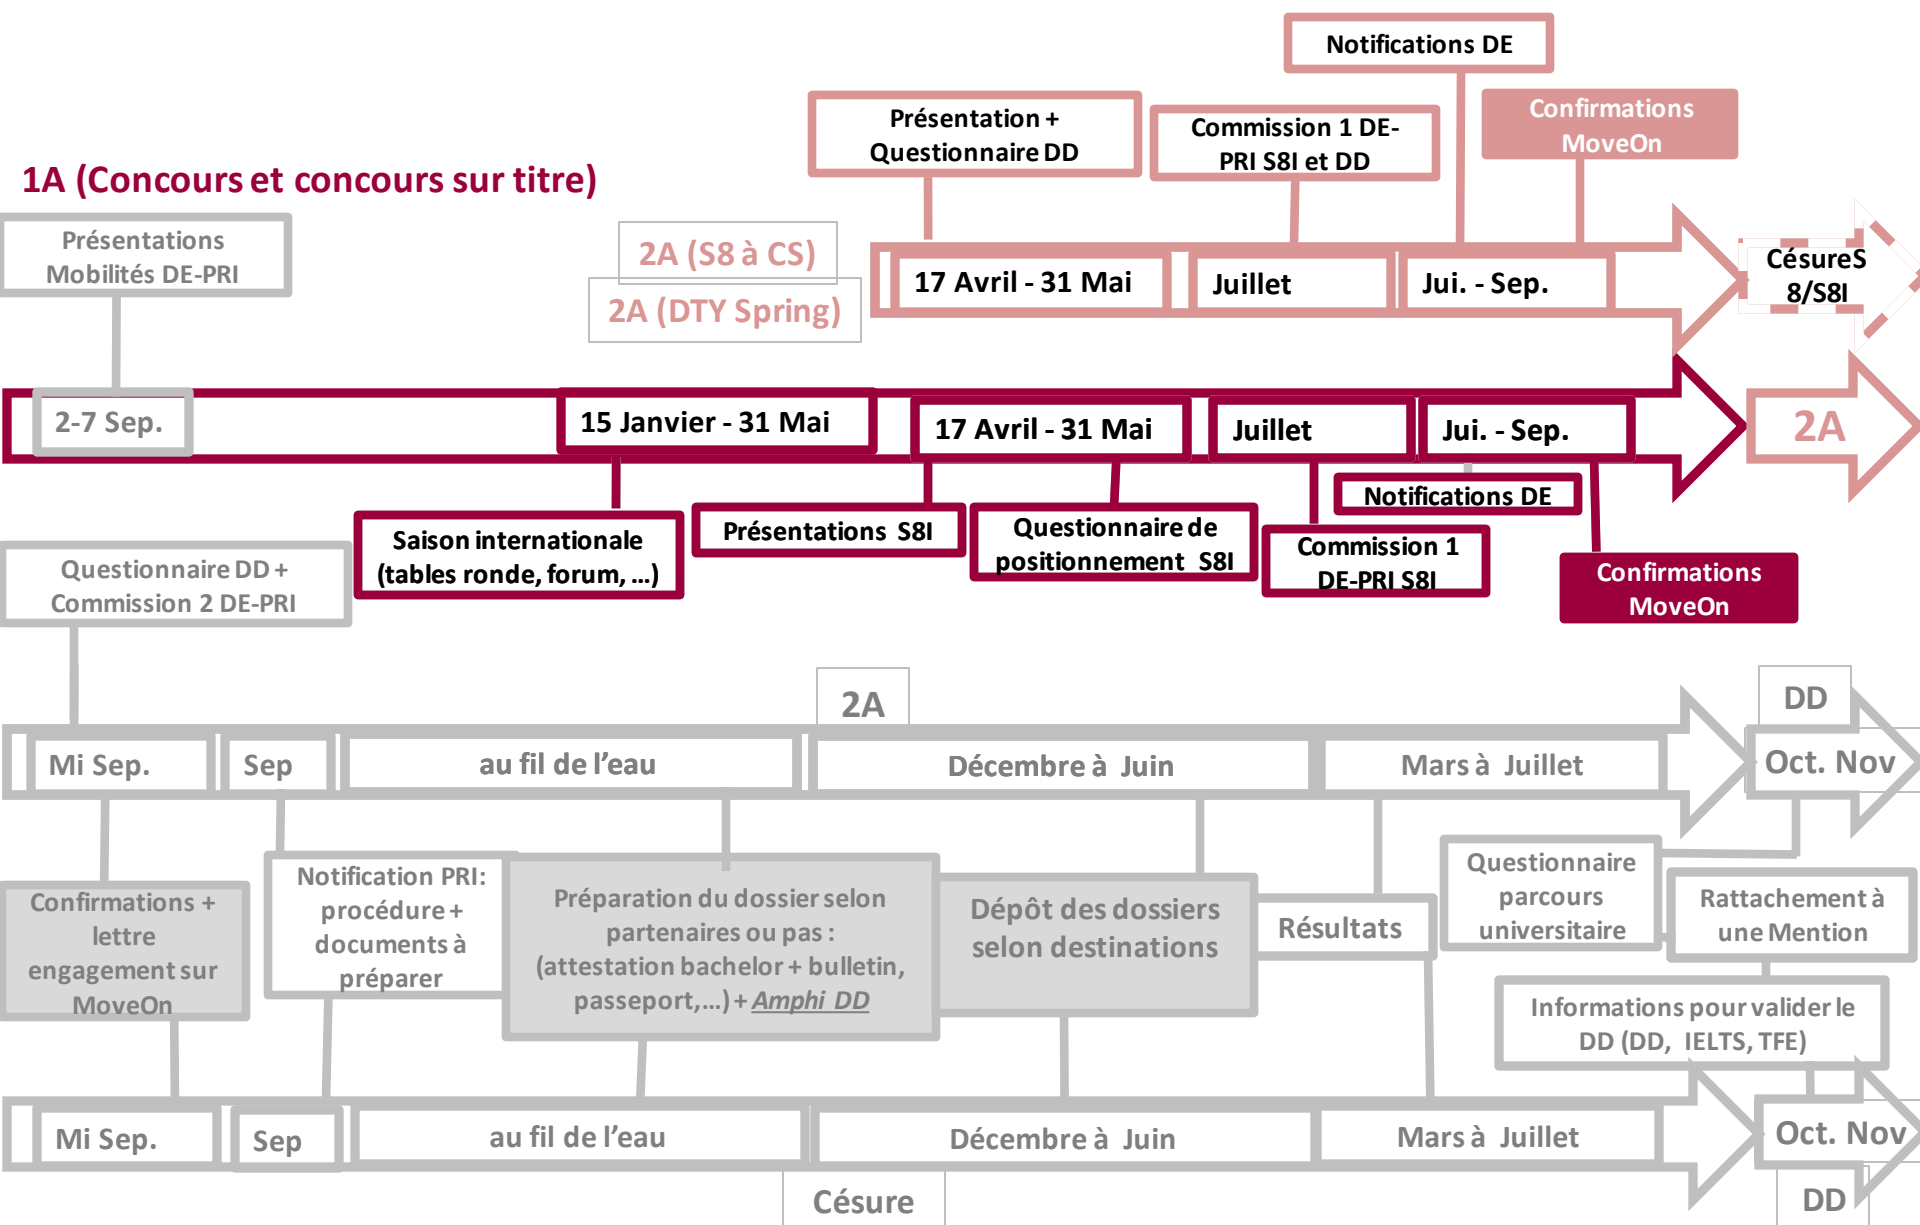 Notifications DE
Présentation +
Questionnaire DD
Commission 1 DE-
PRI S8I et DD
Confirmations
MoveOn
1A (Concours et concours sur titre)
Présentations
Mobilités DE-PRI
2A (S8 à CS)
2A (DTY Spring)
17 Avril - 31 Mai
Juillet
Jui. - Sep.
CésureS
8/S8I
2-7 Sep.
15 Janvier - 31 Mai
17 Avril - 31 Mai
Juillet
Jui. - Sep.
2A
Saison internationale
(tables ronde, forum, ...)
Présentations S8I
Questionnaire de
positionnement S8I
Notifications DE
Commission 1
DE-PRI S8I
Confirmations
MoveOn
Questionnaire DD +
Commission 2 DE-PRI
2A
DD
Mi Sep.
Sep
au fil de l’eau
Décembre à Juin
Mars à Juillet
Oct. Nov
Confirmations +
lettre
engagement sur
MoveOn
Notification PRI:
procédure +
documents à
préparer
Préparation du dossier selon
partenaires ou pas :
(attestation bachelor + bulletin,
passeport,...) + Amphi DD
Dépôt des dossiers
selon destinations
Résultats
Questionnaire
parcours
universitaire
Rattachement à
une Mention
Informations pour valider le
DD (DD, IELTS, TFE)
Mi Sep.
Sep
au fil de l’eau
Décembre à Juin
Mars à Juillet
Oct. Nov
Césure
DD